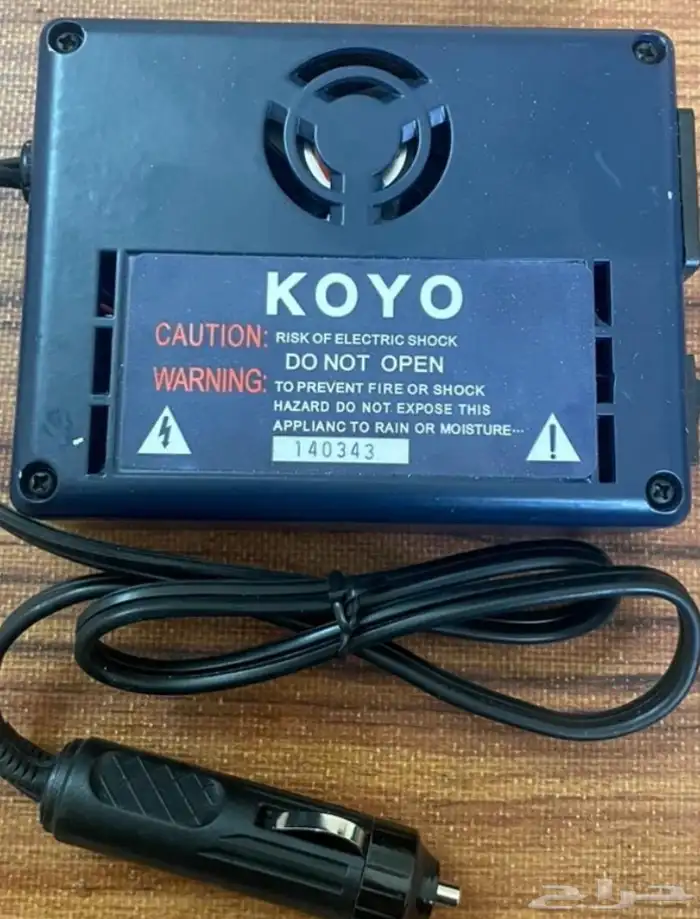 KOYO
CAUTION: RISK OF ELECTRIC SHOCK
DO NOT OPEN
WARNING: TO PREVENT FIRE OR SHOCK
HAZARD DO NOT EXPOSE THIS
APPLIANC TO RAIN OR MOISTURE···
140343
حراج